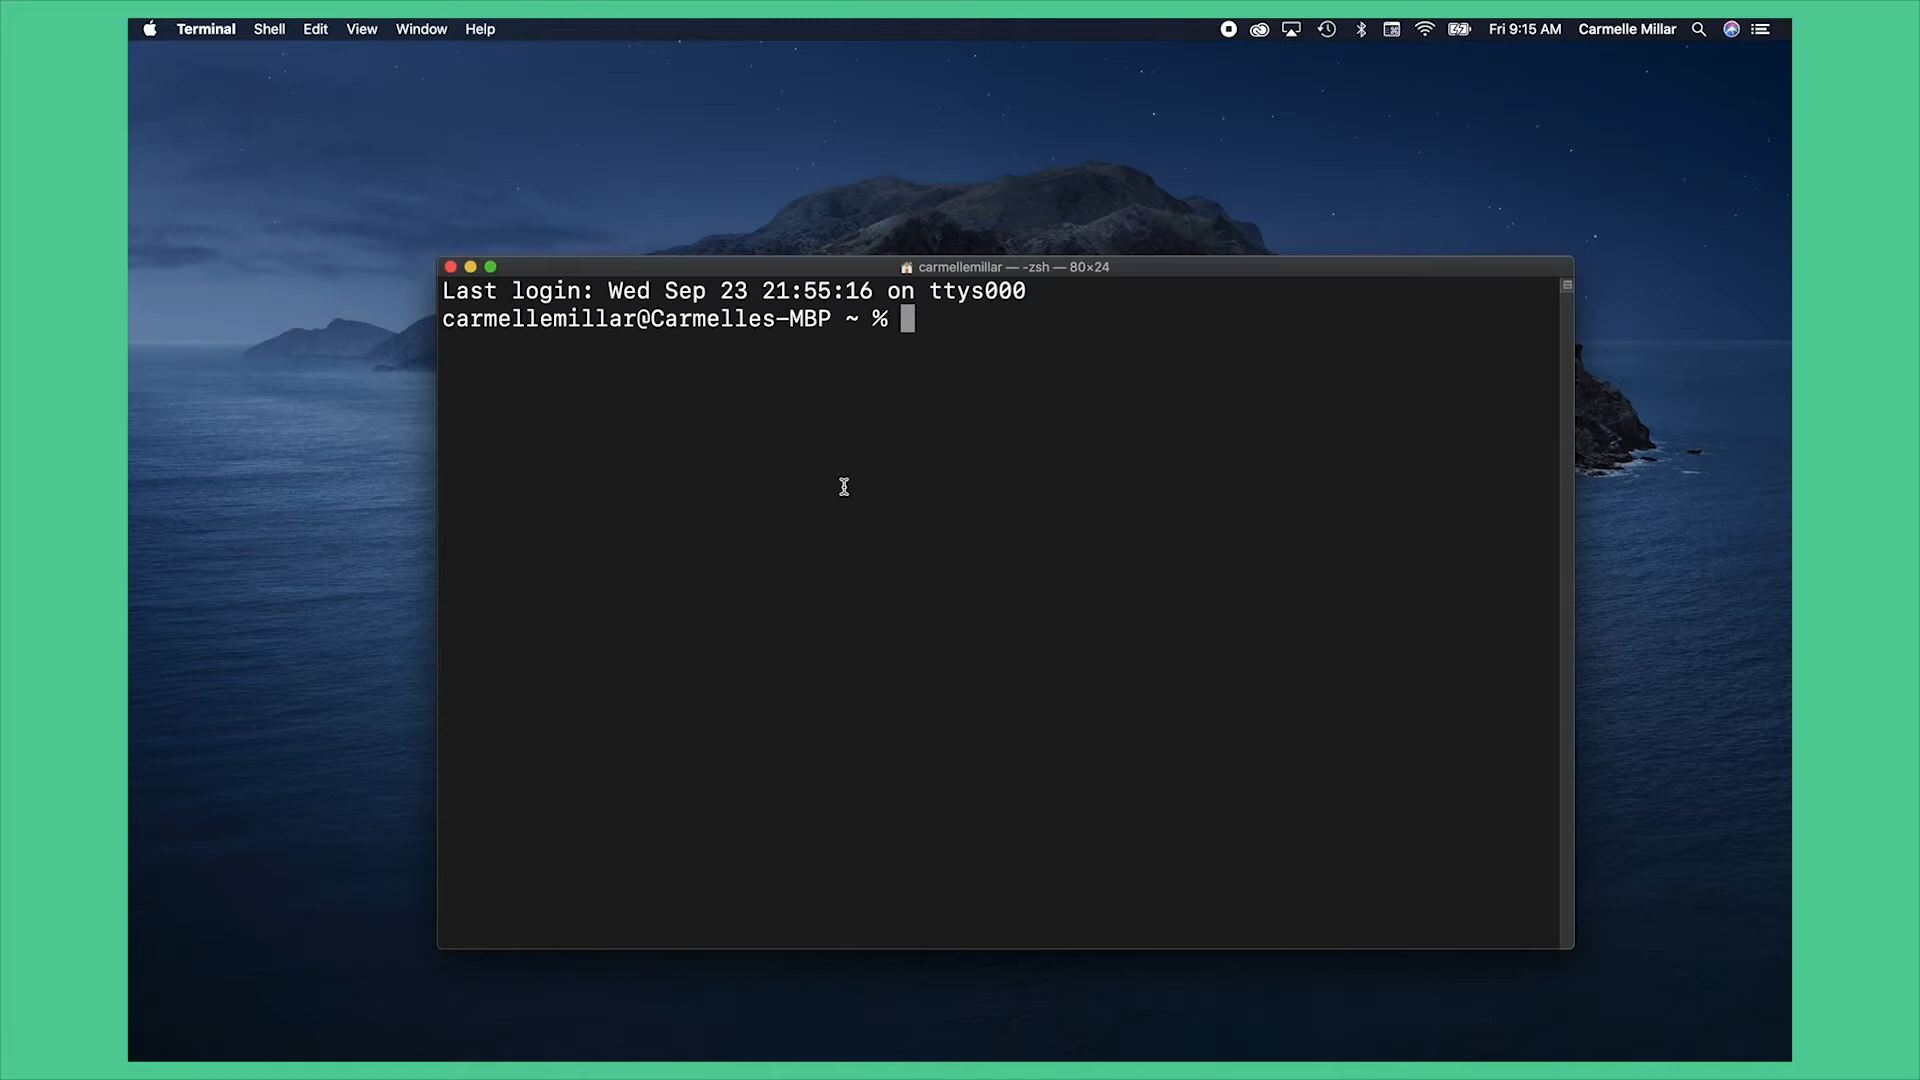 Terminal Shell Edit View Window Help Fri 9:15 AM Carmelle Millar
carmellemillar — -zsh — 80×24
Last login: Wed Sep 23 21:55:16 on ttys000
carmellemillar@Carmelles-MBP ~ %